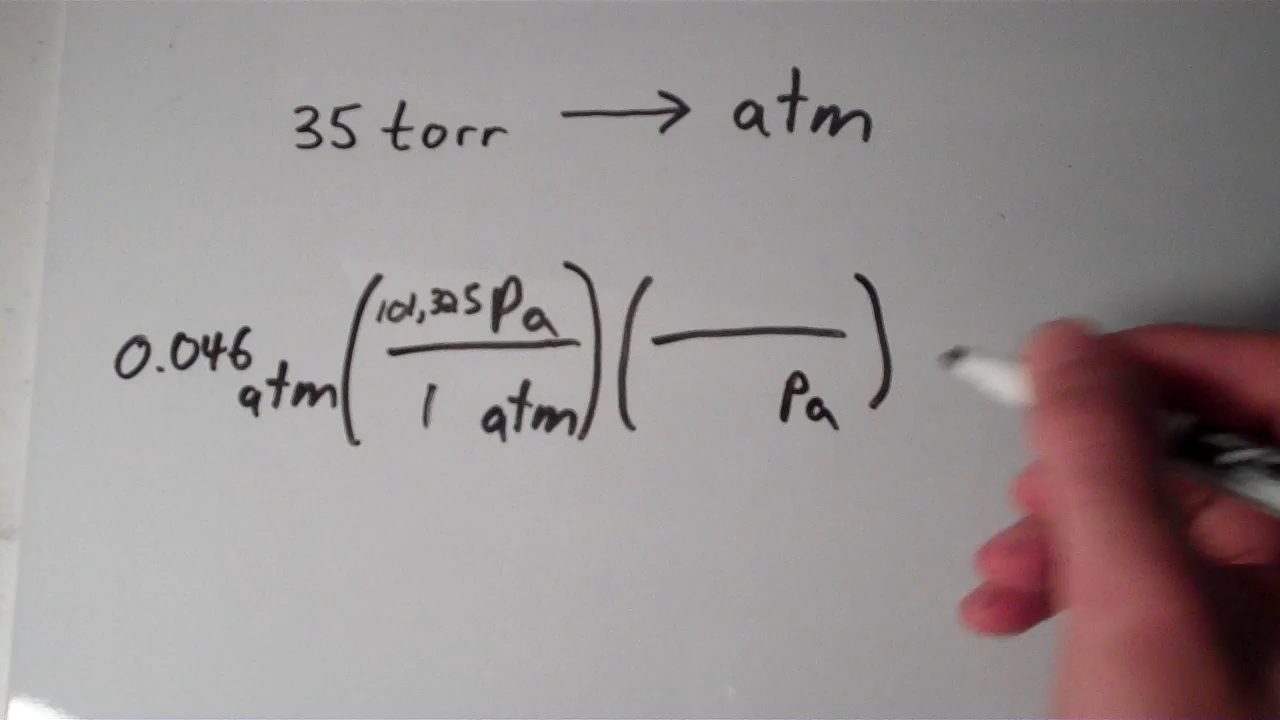 35 torr → atm
0.046 atm (101,325 Pa / 1 atm) ( / Pa)